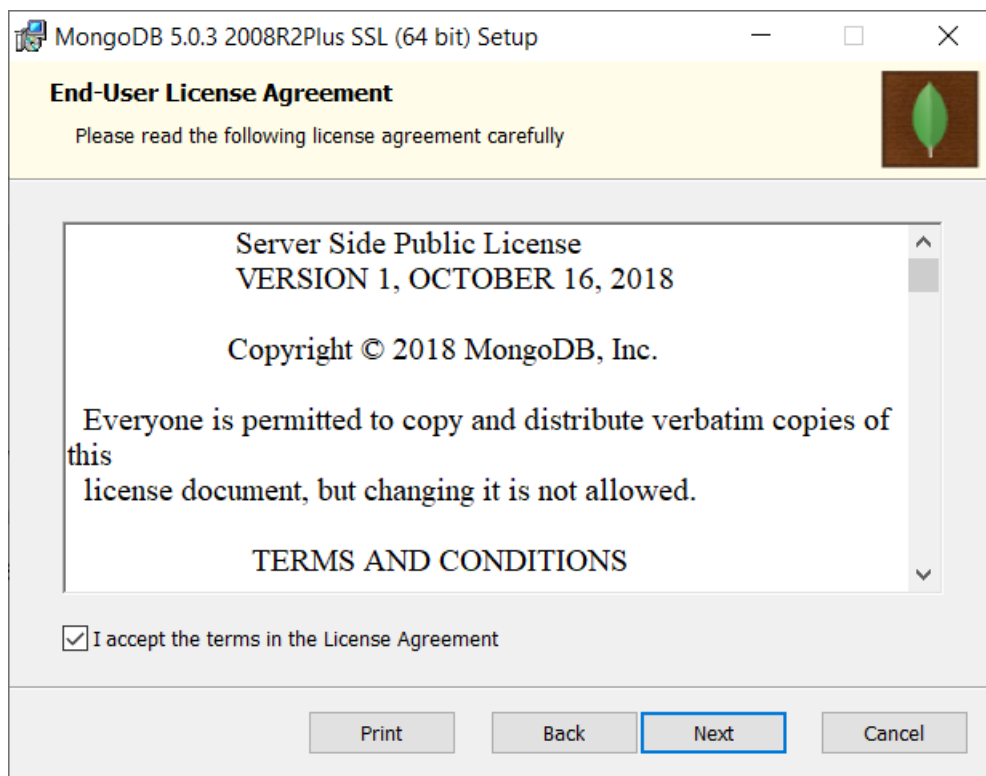 MongoDB 5.0.3 2008R2Plus SSL (64 bit) Setup
End-User License Agreement
Please read the following license agreement carefully
Server Side Public License
VERSION 1, OCTOBER 16, 2018
Copyright © 2018 MongoDB, Inc.
Everyone is permitted to copy and distribute verbatim copies of
this
license document, but changing it is not allowed.
TERMS AND CONDITIONS
I accept the terms in the License Agreement
Print Back Next Cancel